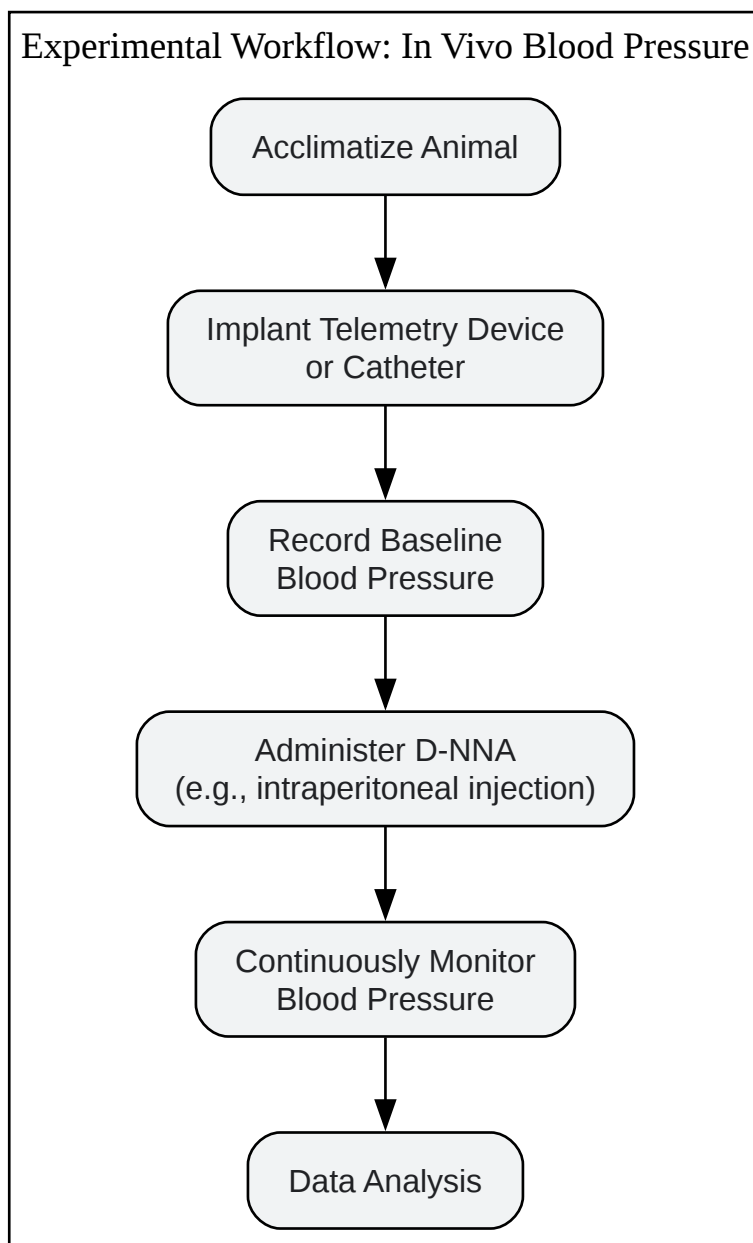 Experimental Workflow: In Vivo Blood Pressure
Acclimatize Animal
Implant Telemetry Device
or Catheter
Record Baseline
Blood Pressure
Administer D-NNA
(e.g., intraperitoneal injection)
Continuously Monitor
Blood Pressure
Data Analysis